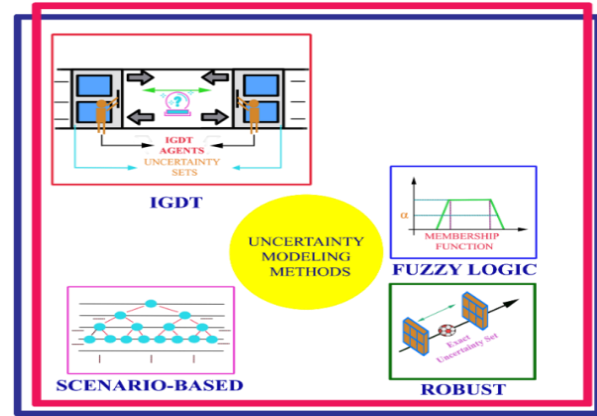 ?
IGDT
AGENTS
UNCERTAINTY
SETS
IGDT
UNCERTAINTY
MODELING
METHODS
α
MEMBERSHIP
FUNCTION
FUZZY LOGIC
SCENARIO-BASED
Exact
Uncertainty Set
ROBUST